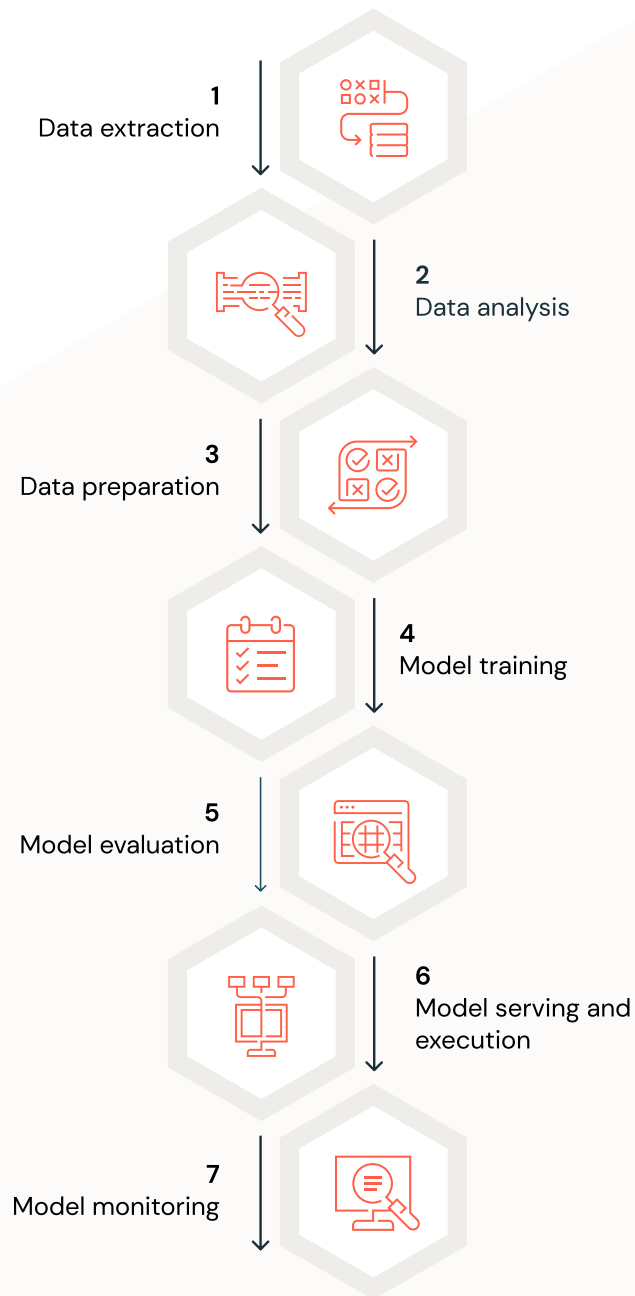 1
Data extraction
2
Data analysis
3
Data preparation
4
Model training
5
Model evaluation
6
Model serving and
execution
7
Model monitoring